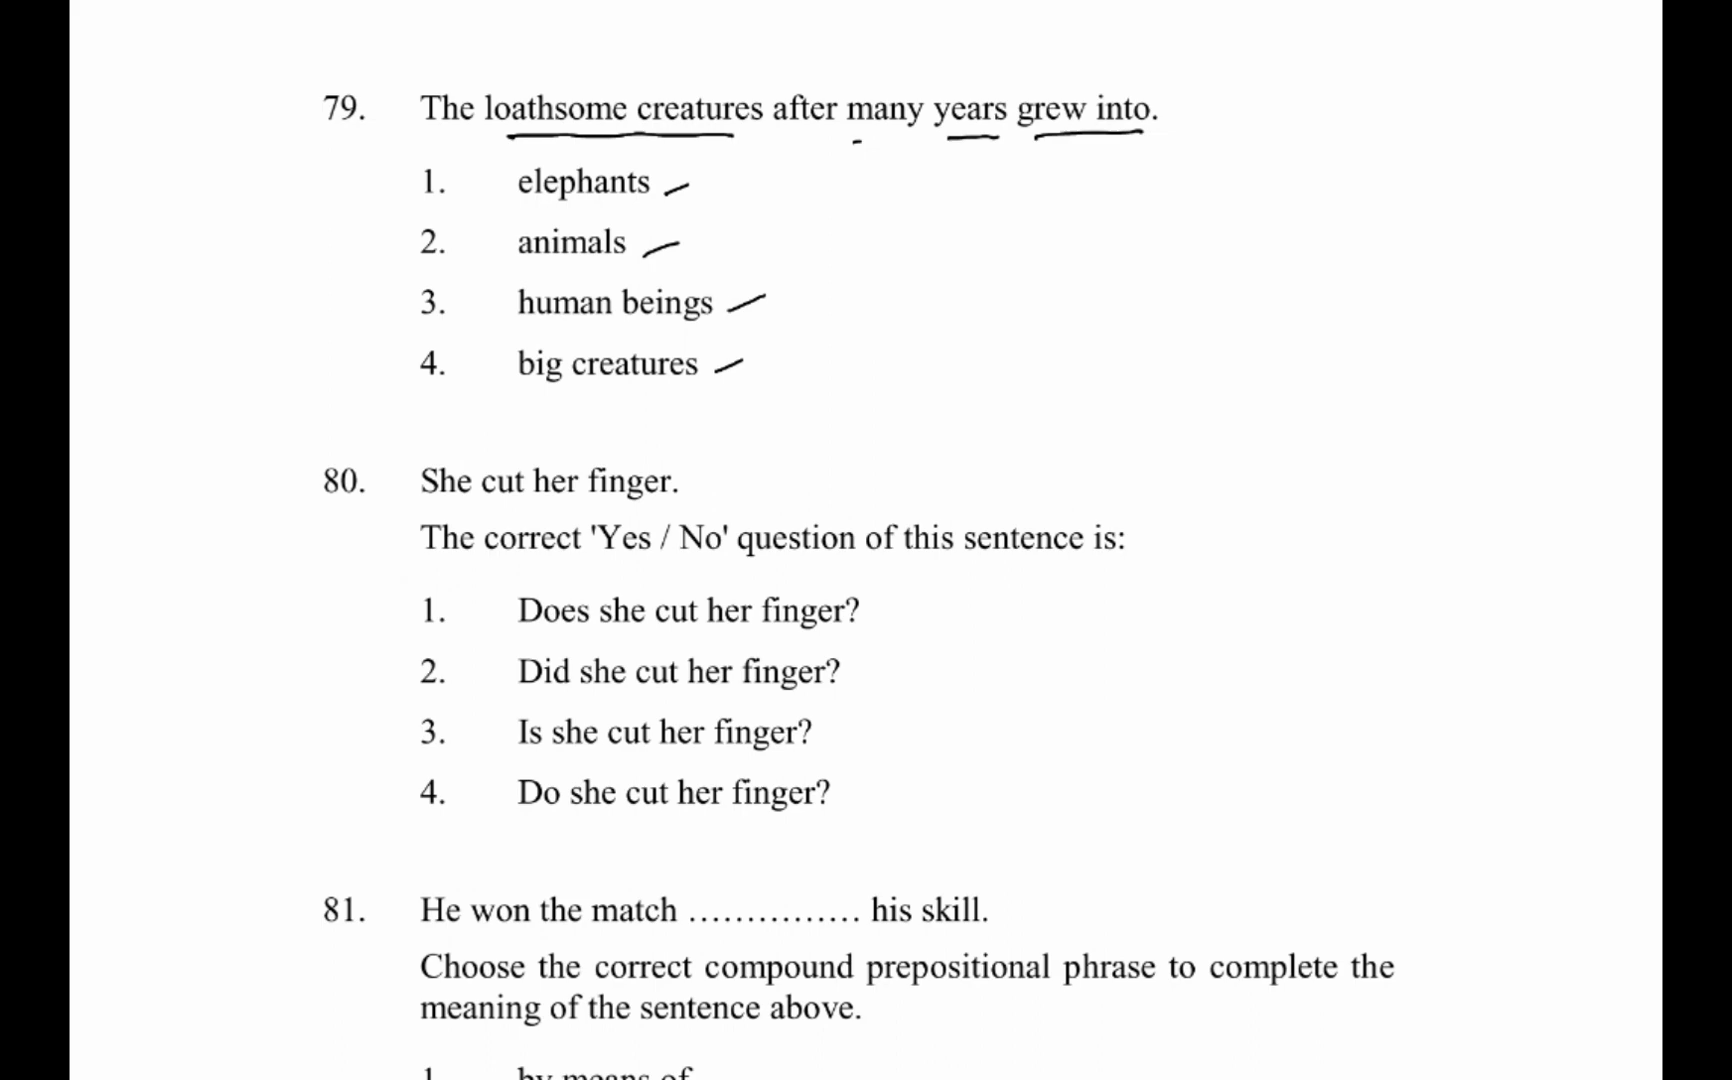 79. The loathsome creatures after many years grew into.
1. elephants
2. animals
3. human beings
4. big creatures
80. She cut her finger.
The correct 'Yes / No' question of this sentence is:
1. Does she cut her finger?
2. Did she cut her finger?
3. Is she cut her finger?
4. Do she cut her finger?
81. He won the match ............... his skill.
Choose the correct compound prepositional phrase to complete the
meaning of the sentence above.
1. by means of